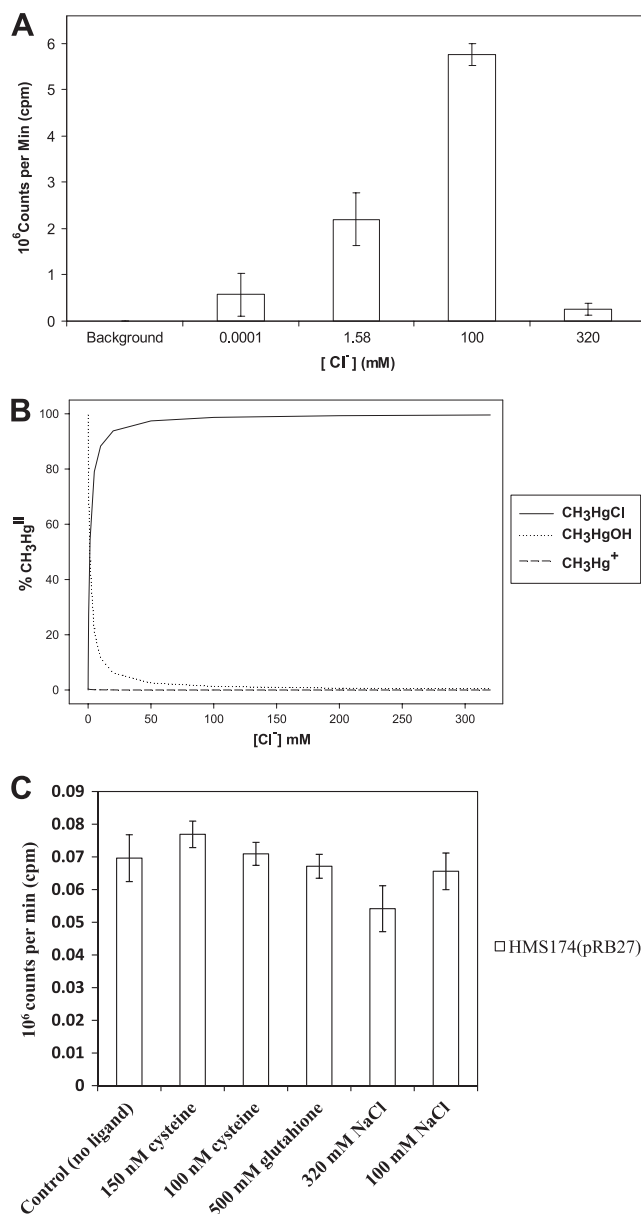 A
10⁶Counts per Min (cpm)
6
5
4
3
2
1
0
Background
0.0001
1.58
100
320
[ Cl⁻] (mM)
B
% CH₃Hgᴵᴵ
100
80
60
40
20
0
0
50
100
150
200
250
300
[Cl⁻] mM
CH3HgCl
CH3HgOH
CH3Hg⁺
C
10⁶ counts per min (cpm)
0.09
0.08
0.07
0.06
0.05
0.04
0.03
0.02
0.01
0
Control (no ligand)
150 nM cysteine
100 nM cysteine
500 mM glutahione
320 mM NaCl
100 mM NaCl
HMS174(pRB27)